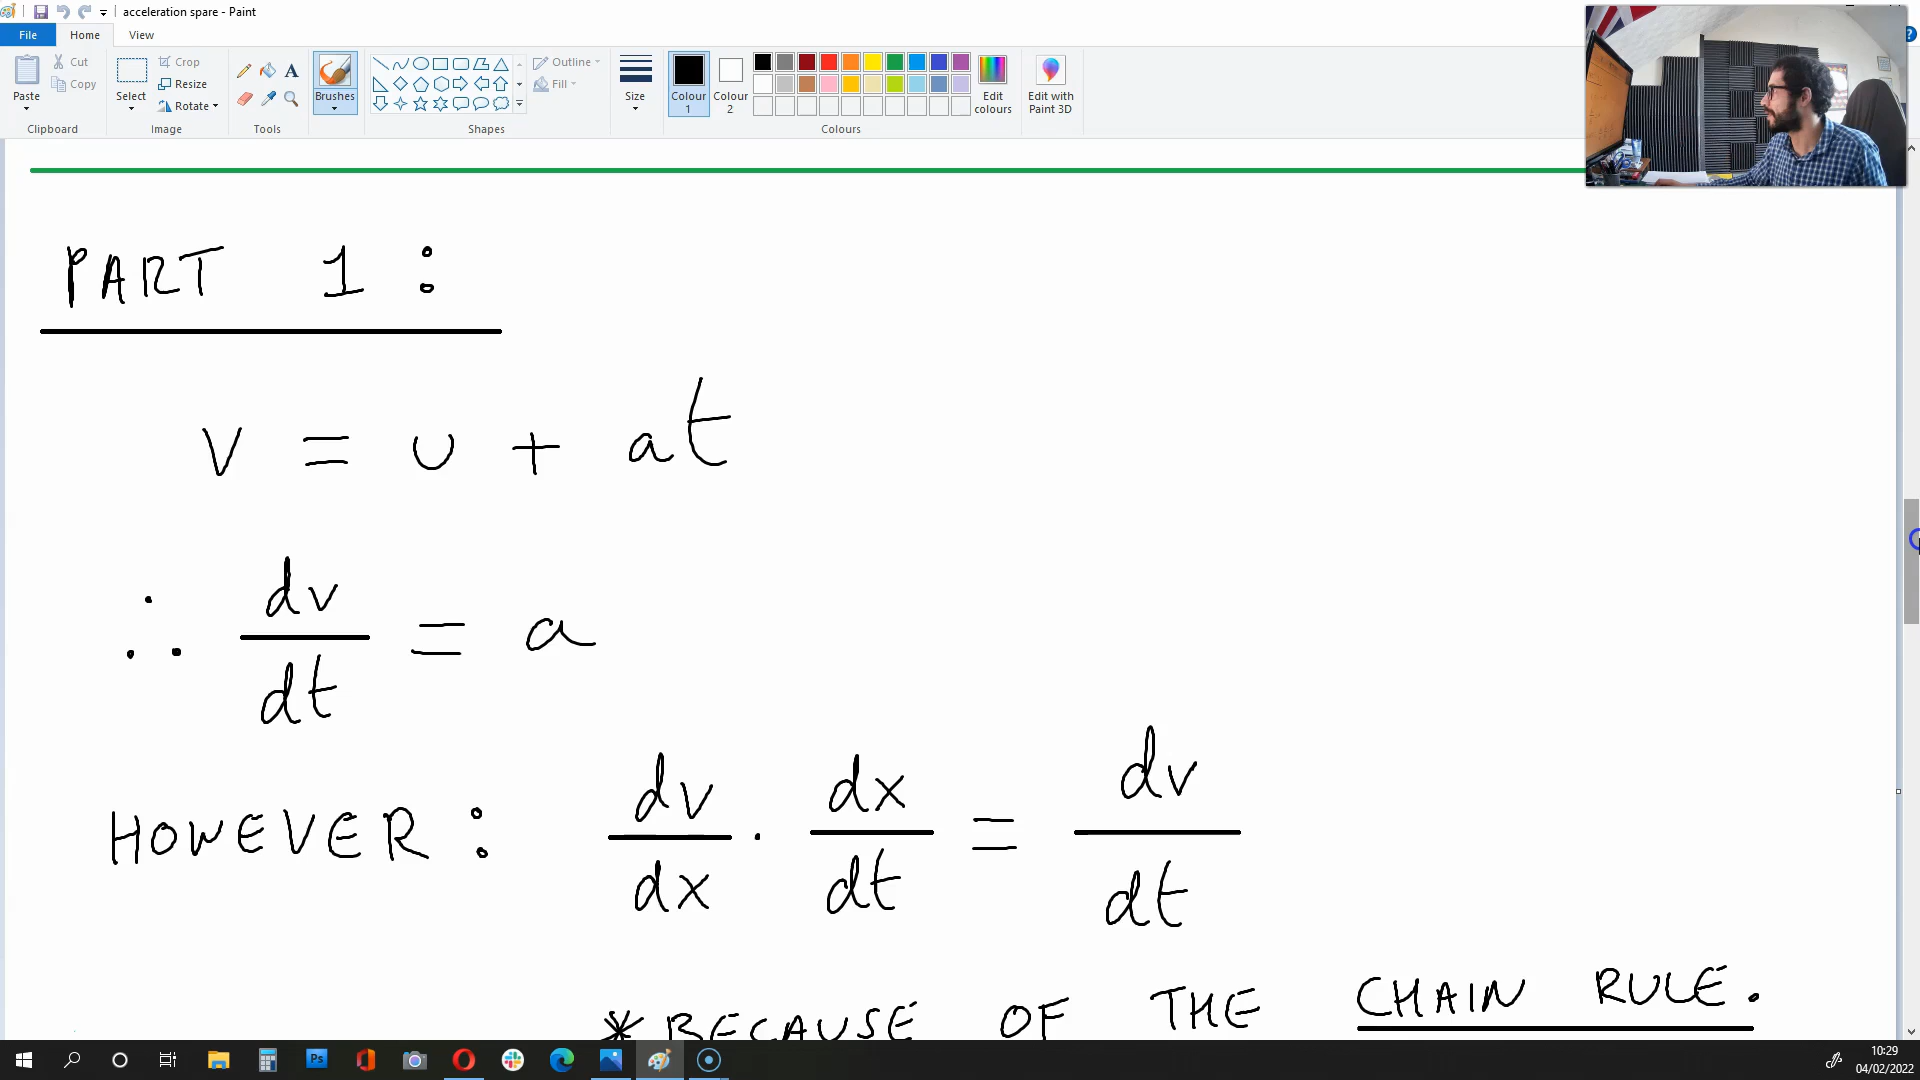 acceleration spare - Paint
File Home View
Cut
Copy
Paste
Clipboard
Select
Crop
Resize
Rotate
Image
A
Tools
Brushes
Outline
Fill
Shapes
Size
Colour 1
Colour 2
Edit colours
Colours
Edit with Paint 3D
PART 1 :
v = u + at
∴ dv/dt = a
HOWEVER : dv/dx . dx/dt = dv/dt
* BECAUSE OF THE CHAIN RULE.
Ps
10:29
04/02/2022